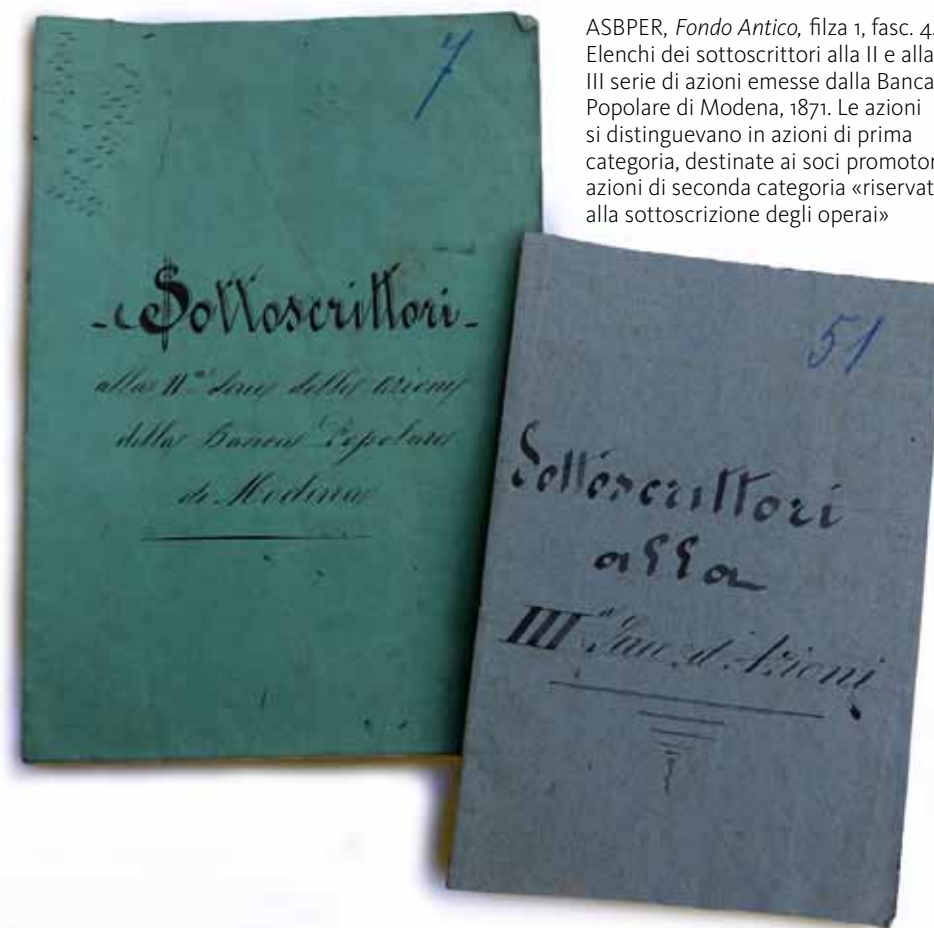 ASBPER, Fondo Antico, filza 1, fasc. 4.
Elenchi dei sottoscrittori alla II e alla
III serie di azioni emesse dalla Banca
Popolare di Modena, 1871. Le azioni
si distinguevano in azioni di prima
categoria, destinate ai soci promotor
azioni di seconda categoria «riservat
alla sottoscrizione degli operai»
7
Sottoscrittori
alla IIª Serie delle Azioni
della Banca Popolare
di Modena
51
Sottoscrittori
alla
IIIª Serie d'Azioni